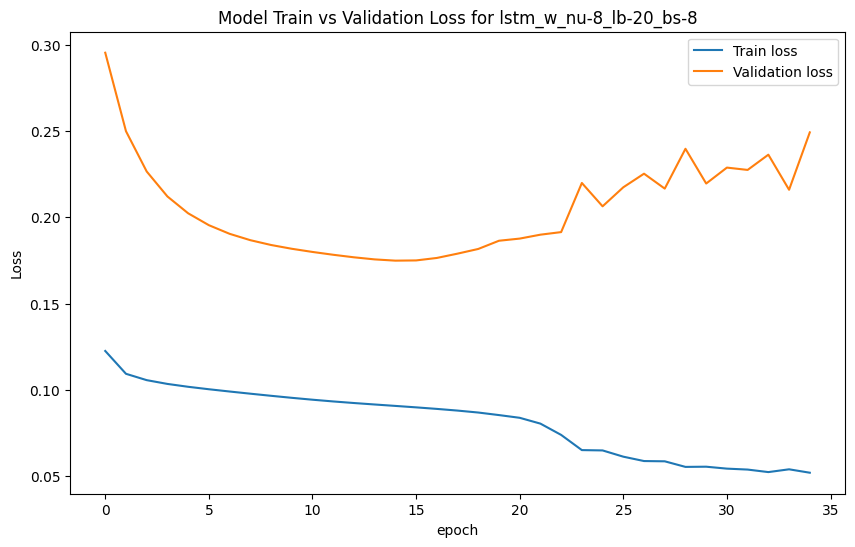 Model Train vs Validation Loss for lstm_w_nu-8_lb-20_bs-8
Train loss
Validation loss
0.30
0.25
0.20
0.15
0.10
0.05
Loss
0 5 10 15 20 25 30 35
epoch